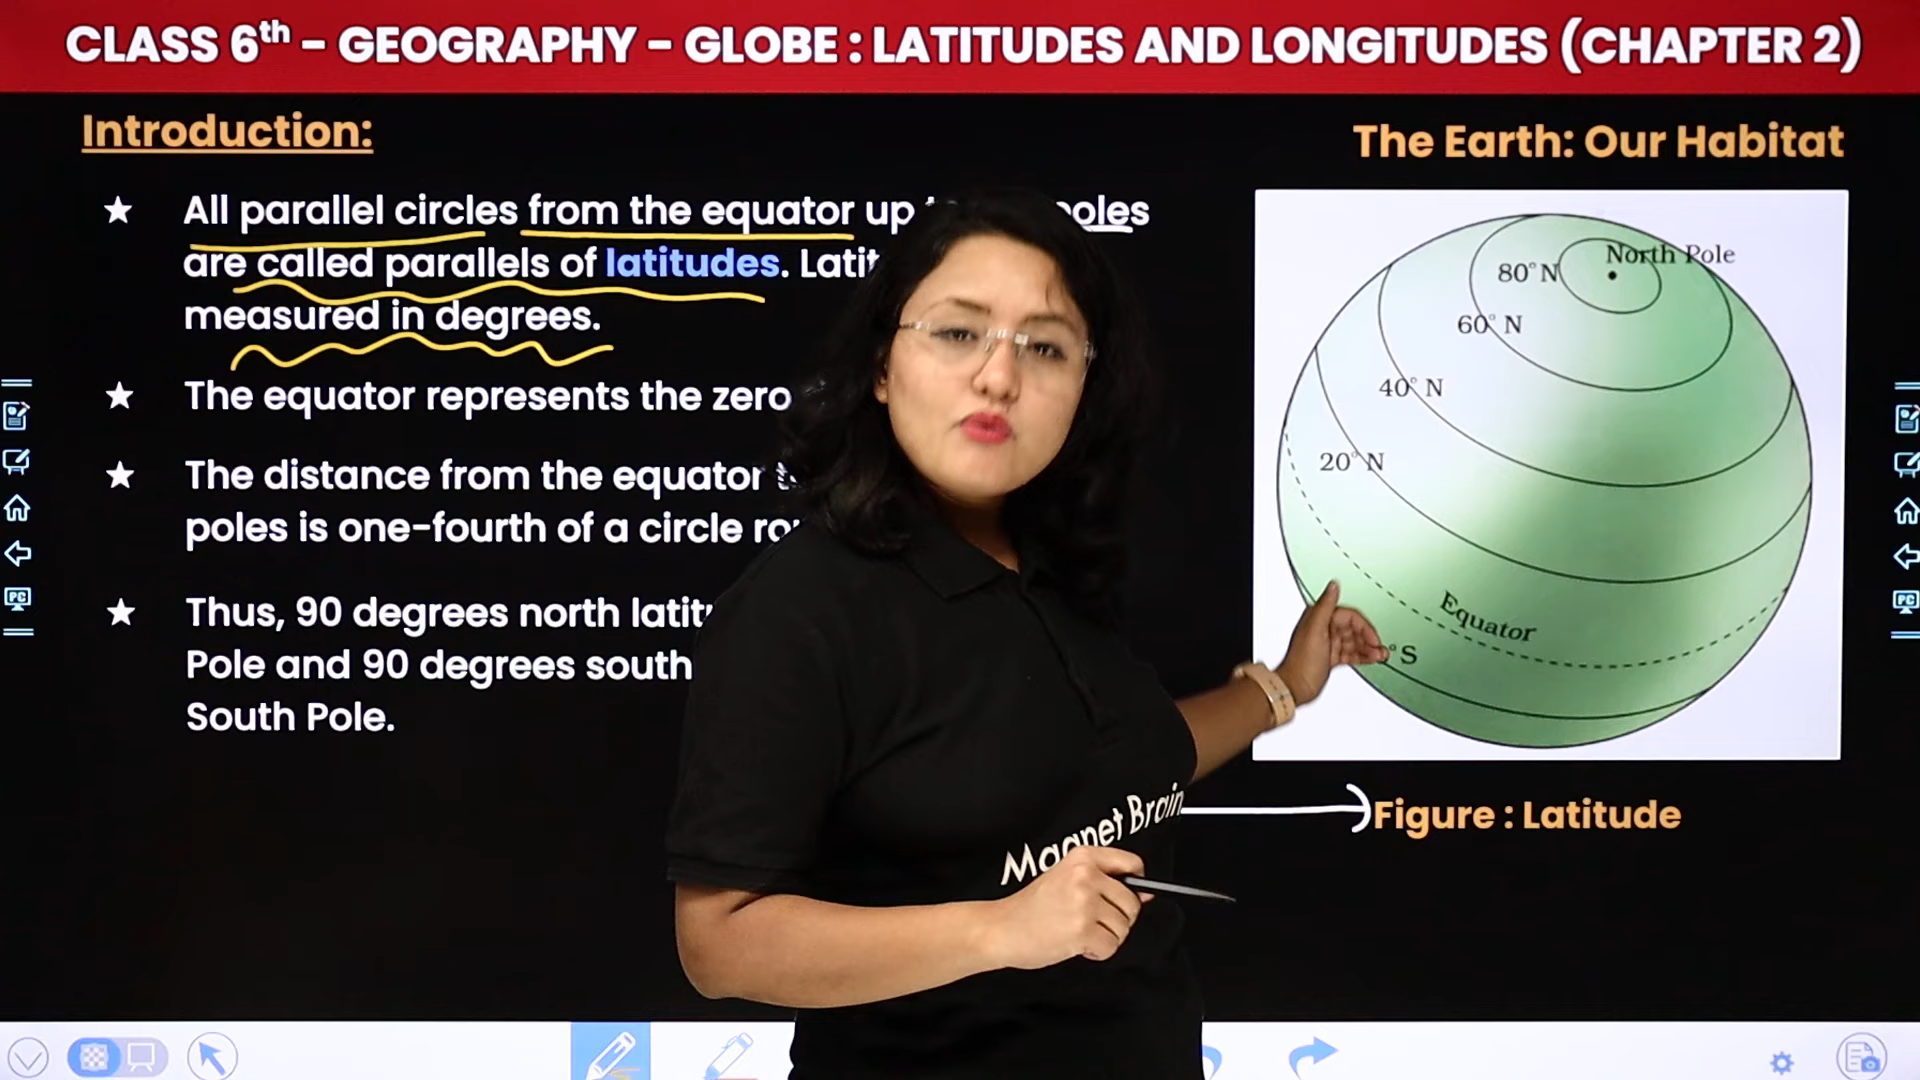 CLASS 6th - GEOGRAPHY - GLOBE : LATITUDES AND LONGITUDES (CHAPTER 2)
Introduction:
The Earth: Our Habitat
★ All parallel circles from the equator up poles
are called parallels of latitudes.
measured in degrees.
★ The equator represents the zero
★ The distance from the equator
poles is one-fourth of a circle
★ Thus, 90 degrees north
Pole and 90 degrees south
South Pole.
North Pole
80°N
60°N
40°N
20°N
Equator
°S
Figure : Latitude
Magnet Brain
PC
PC